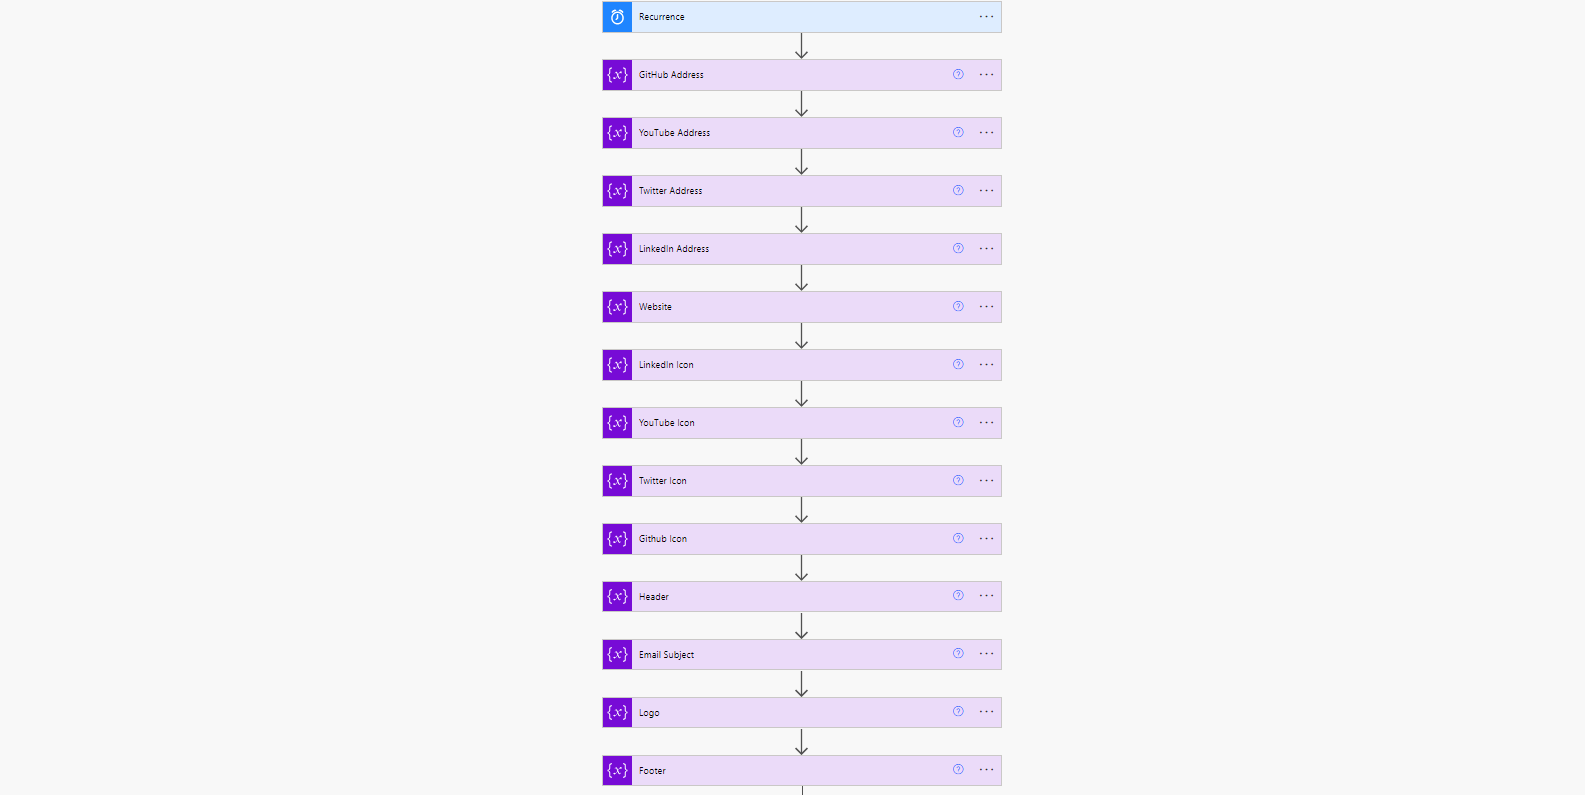 Recurrence
GitHub Address
YouTube Address
Twitter Address
LinkedIn Address
Website
LinkedIn Icon
YouTube Icon
Twitter Icon
Github Icon
Header
Email Subject
Logo
Footer